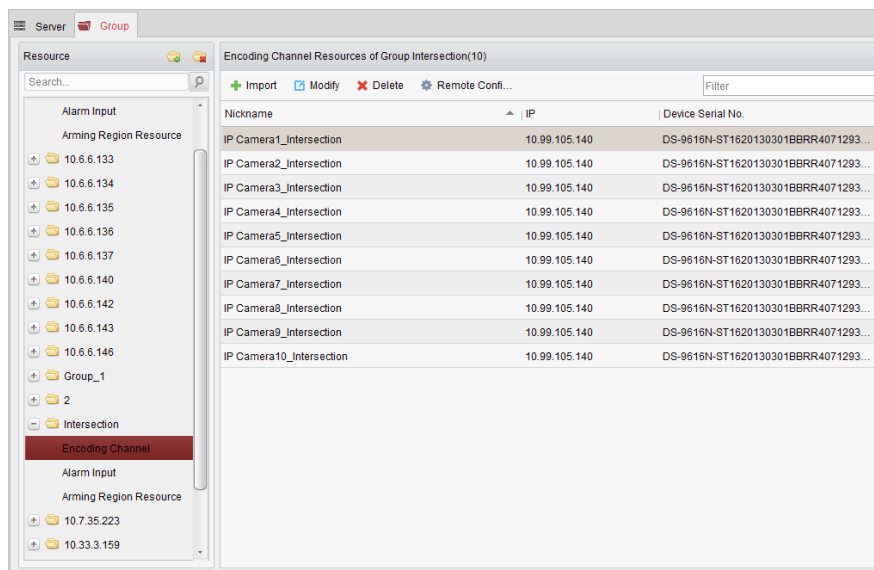 Server Group
Resource
Search...
Alarm Input
Arming Region Resource
10.6.6.133
10.6.6.134
10.6.6.135
10.6.6.136
10.6.6.137
10.6.6.140
10.6.6.142
10.6.6.143
10.6.6.146
Group_1
2
Intersection
Encoding Channel
Alarm Input
Arming Region Resource
10.7.35.223
10.33.3.159
Encoding Channel Resources of Group Intersection(10)
Import Modify Delete Remote Confi... Filter
Nickname IP Device Serial No.
IP Camera1_Intersection 10.99.105.140 DS-9616N-ST1620130301BBRR4071293...
IP Camera2_Intersection 10.99.105.140 DS-9616N-ST1620130301BBRR4071293...
IP Camera3_Intersection 10.99.105.140 DS-9616N-ST1620130301BBRR4071293...
IP Camera4_Intersection 10.99.105.140 DS-9616N-ST1620130301BBRR4071293...
IP Camera5_Intersection 10.99.105.140 DS-9616N-ST1620130301BBRR4071293...
IP Camera6_Intersection 10.99.105.140 DS-9616N-ST1620130301BBRR4071293...
IP Camera7_Intersection 10.99.105.140 DS-9616N-ST1620130301BBRR4071293...
IP Camera8_Intersection 10.99.105.140 DS-9616N-ST1620130301BBRR4071293...
IP Camera9_Intersection 10.99.105.140 DS-9616N-ST1620130301BBRR4071293...
IP Camera10_Intersection 10.99.105.140 DS-9616N-ST1620130301BBRR4071293...